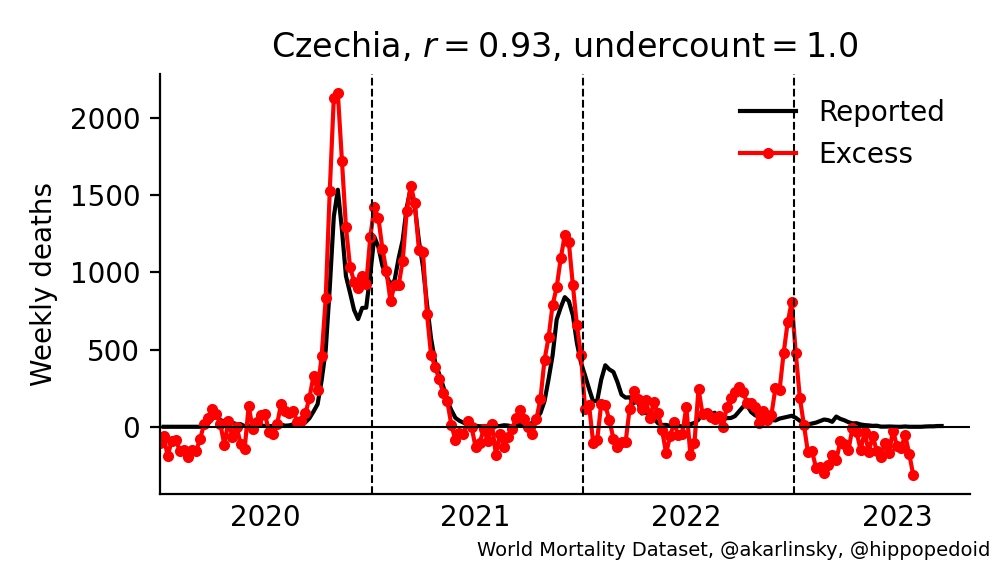 Czechia, r = 0.93, undercount = 1.0
Reported
Excess
Weekly deaths
2000
1500
1000
500
0
2020 2021 2022 2023
World Mortality Dataset, @akarlinsky, @hippopedoid